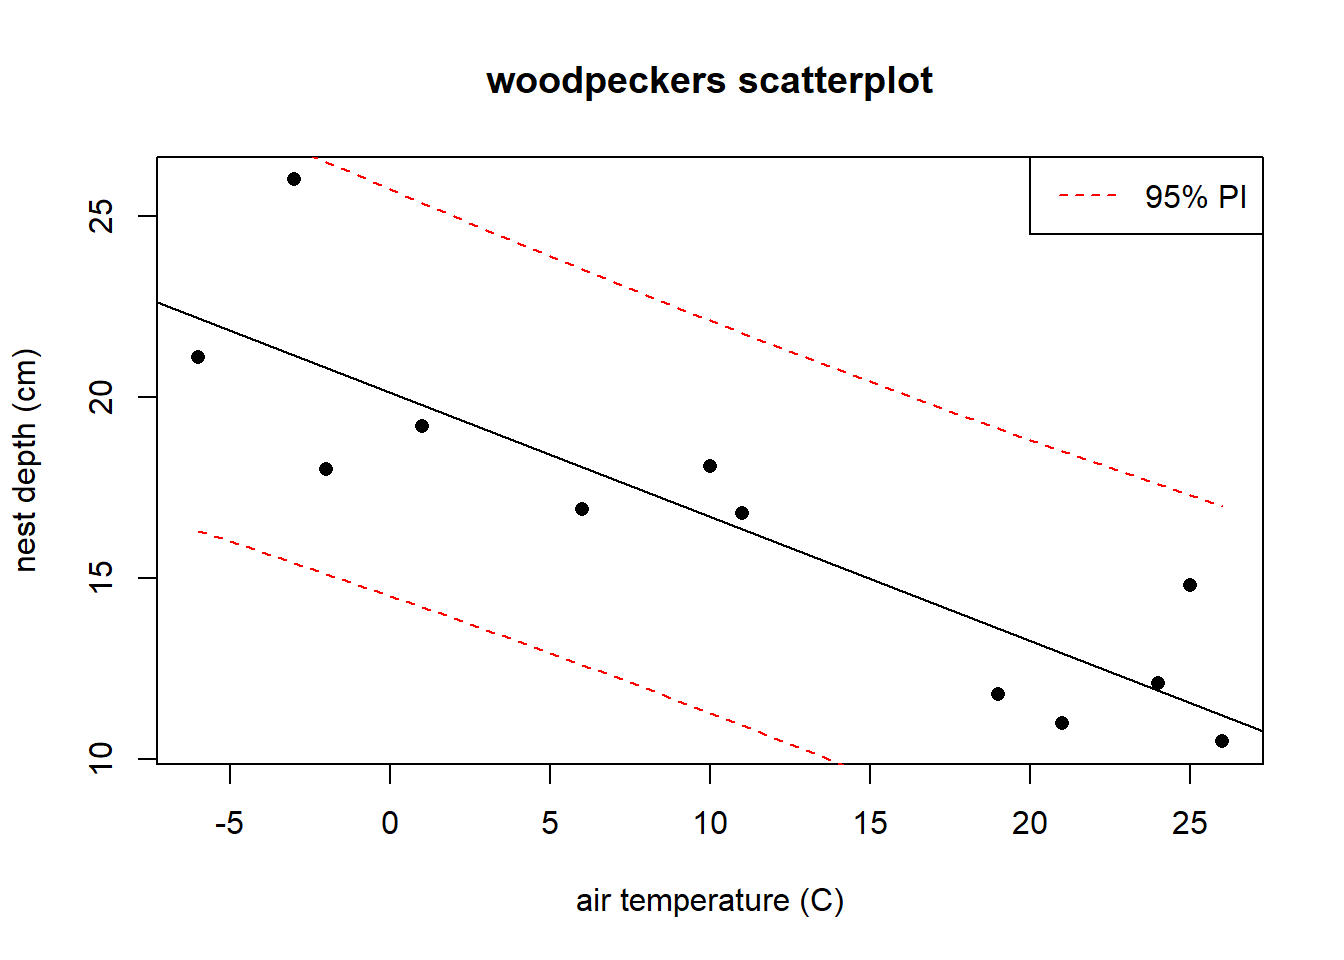 woodpeckers scatterplot
95% PI
nest depth (cm)
25
20
15
10
-5 0 5 10 15 20 25
air temperature (C)